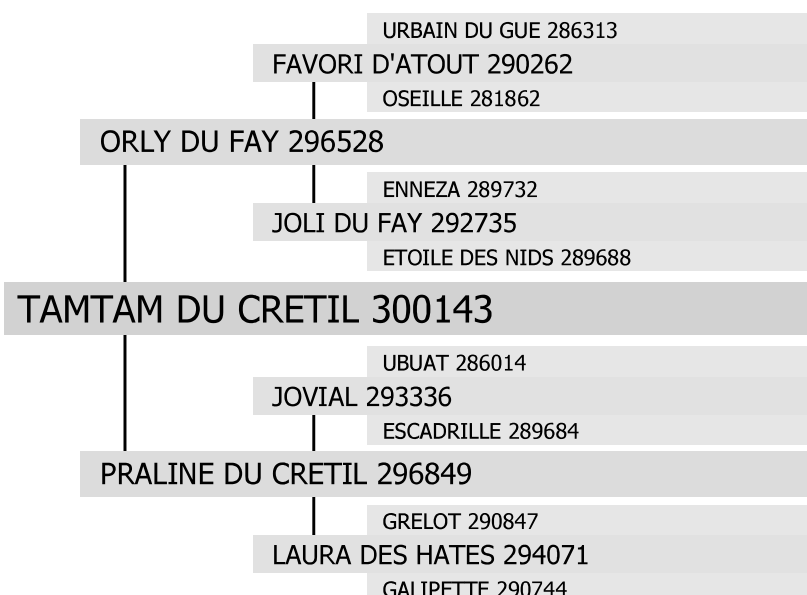 URBAIN DU GUE 286313
FAVORI D'ATOUT 290262
OSEILLE 281862
ORLY DU FAY 296528
ENNEZA 289732
JOLI DU FAY 292735
ETOILE DES NIDS 289688
TAMTAM DU CRETIL 300143
UBUAT 286014
JOVIAL 293336
ESCADRILLE 289684
PRALINE DU CRETIL 296849
GRELOT 290847
LAURA DES HATES 294071
GALIPETTE 290744